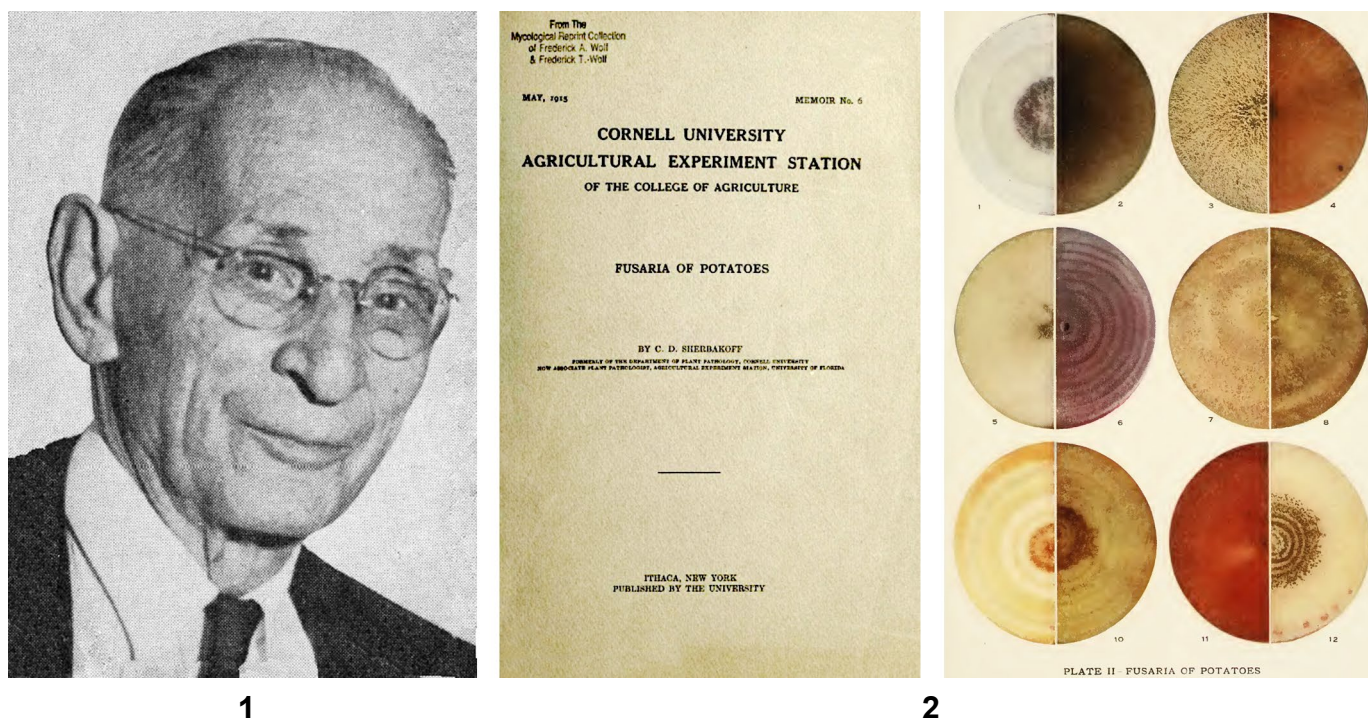 From The
Mycological Reprint Collection
of Frederick A. Wolf
& Frederick T. Wolf
MAY, 1915 MEMOIR No. 6
CORNELL UNIVERSITY
AGRICULTURAL EXPERIMENT STATION
OF THE COLLEGE OF AGRICULTURE
FUSARIA OF POTATOES
BY C. D. SHERBAKOFF
FORMERLY OF THE DEPARTMENT OF PLANT PATHOLOGY, CORNELL UNIVERSITY
NOW ASSOCIATE PLANT PATHOLOGIST, AGRICULTURAL EXPERIMENT STATION, UNIVERSITY OF FLORIDA
ITHACA, NEW YORK
PUBLISHED BY THE UNIVERSITY
1 2 3 4
5 6 7 8
10 11 12
PLATE II - FUSARIA OF POTATOES
1 2